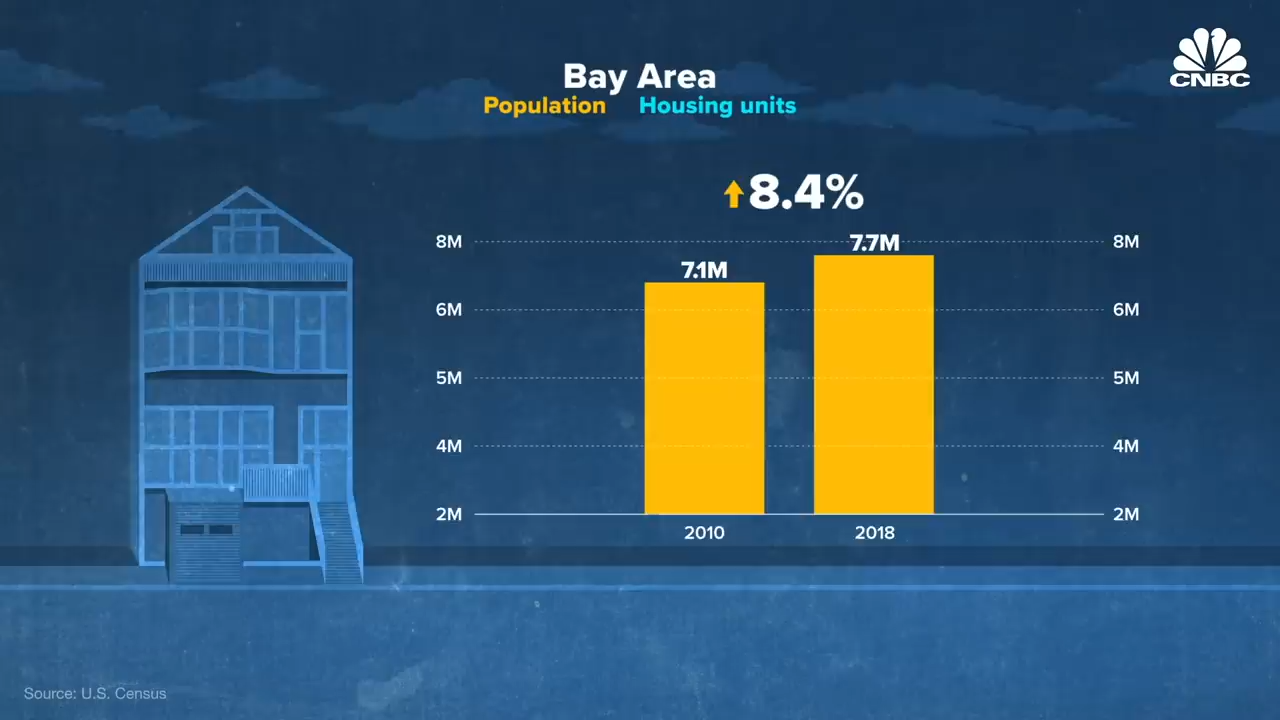 CNBC
Bay Area
Population Housing units
8.4%
8M 7.7M 8M
7.1M
6M 6M
5M 5M
4M 4M
2M 2M
2010 2018
Source: U.S. Census